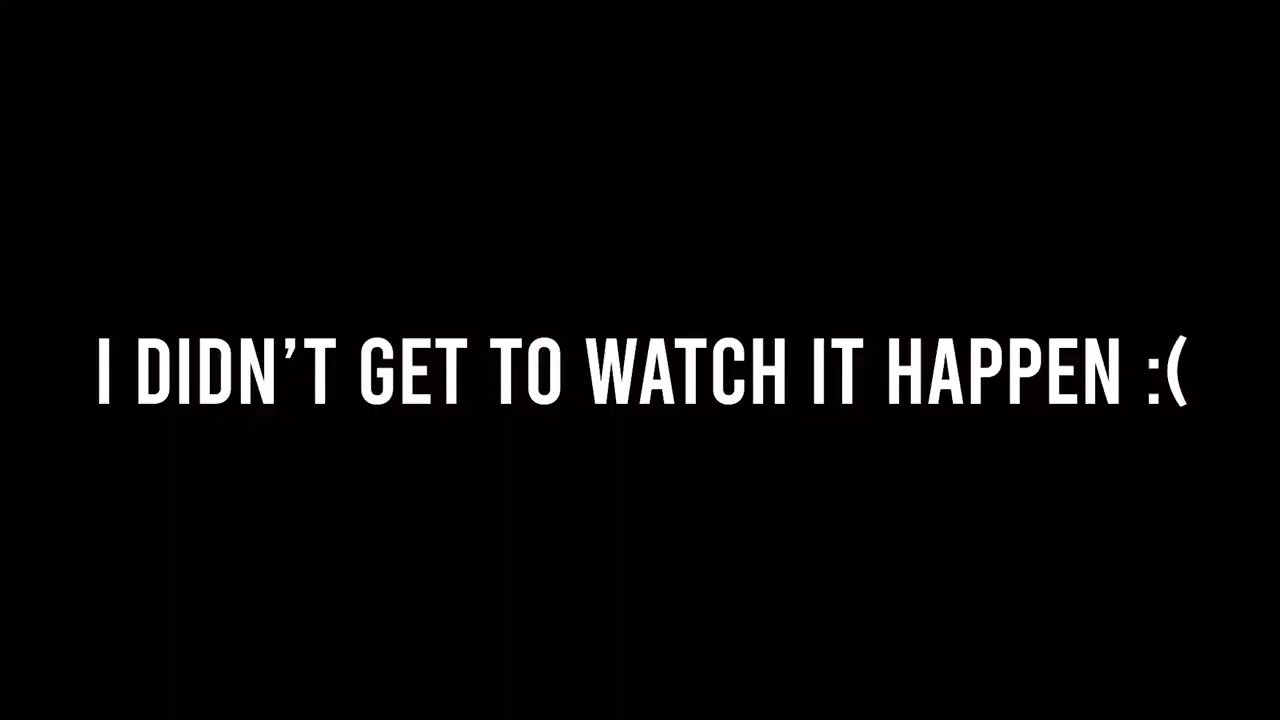 I DIDN’T GET TO WATCH IT HAPPEN :(